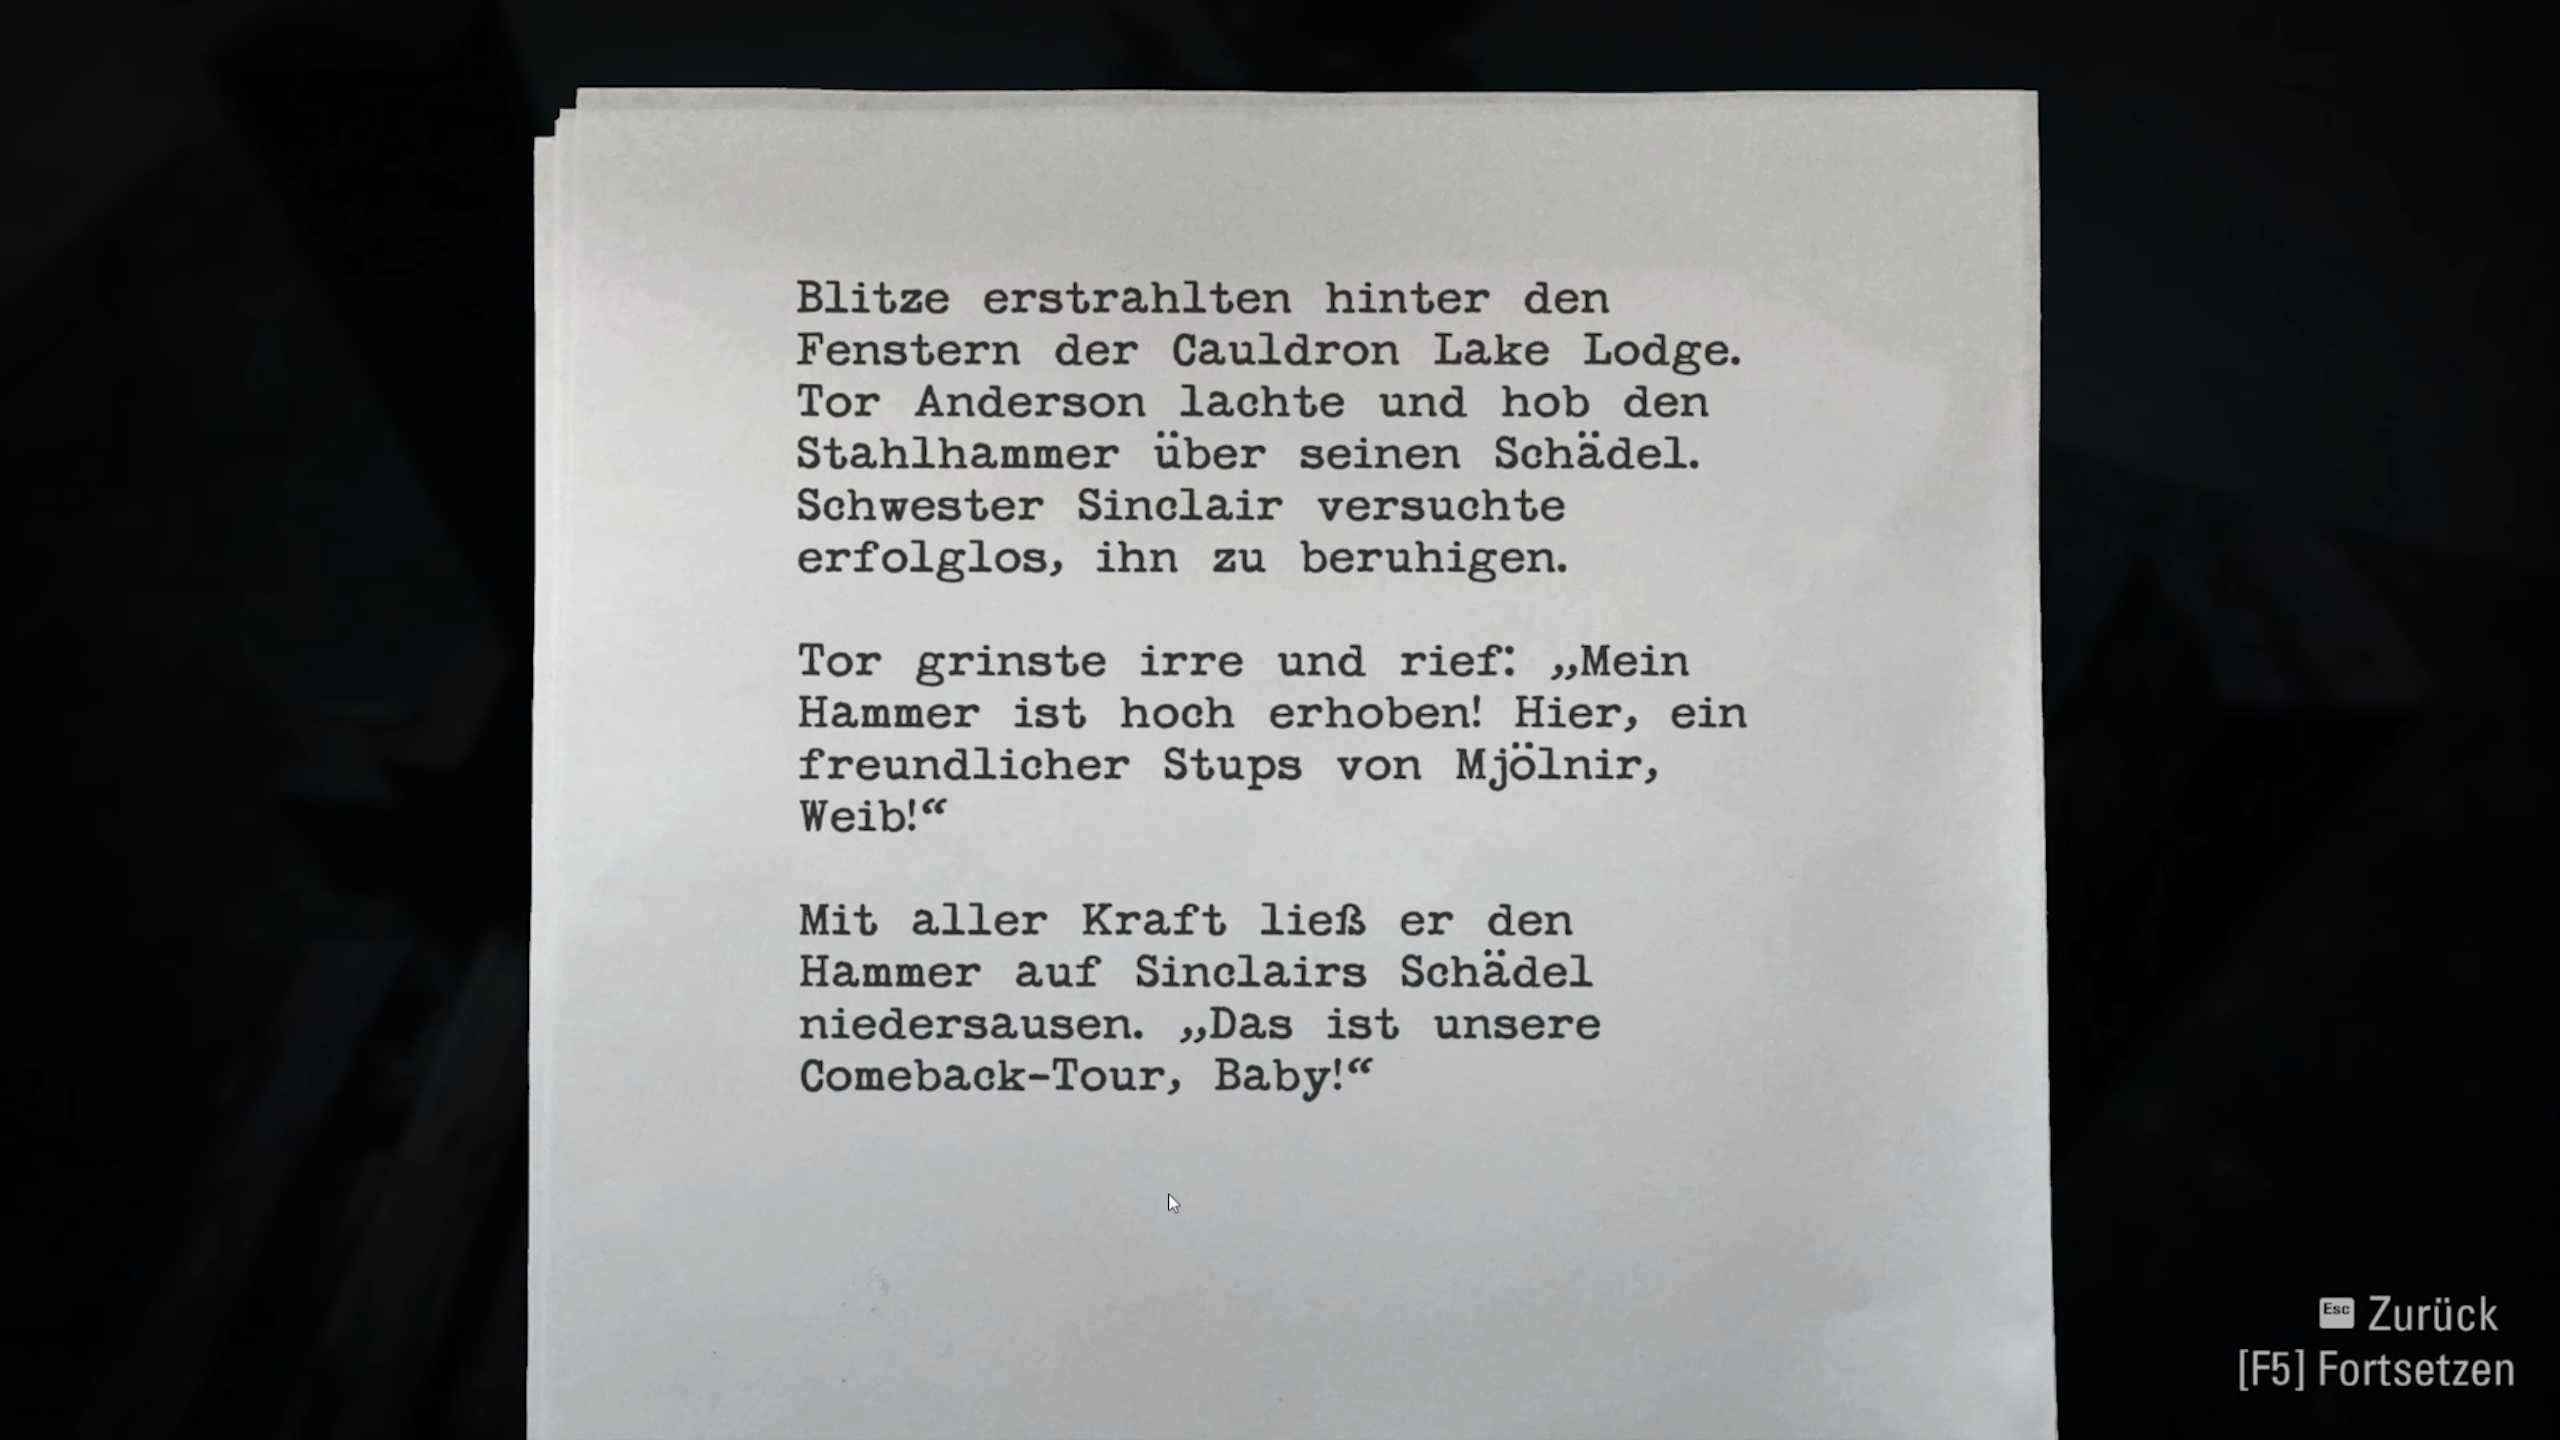 Blitze erstrahlten hinter den
Fenstern der Cauldron Lake Lodge.
Tor Anderson lachte und hob den
Stahlhammer über seinen Schädel.
Schwester Sinclair versuchte
erfolglos, ihn zu beruhigen.
Tor grinste irre und rief: „Mein
Hammer ist hoch erhoben! Hier, ein
freundlicher Stups von Mjölnir,
Weib!“
Mit aller Kraft ließ er den
Hammer auf Sinclairs Schädel
niedersausen. „Das ist unsere
Comeback-Tour, Baby!“
Esc Zurück
[F5] Fortsetzen